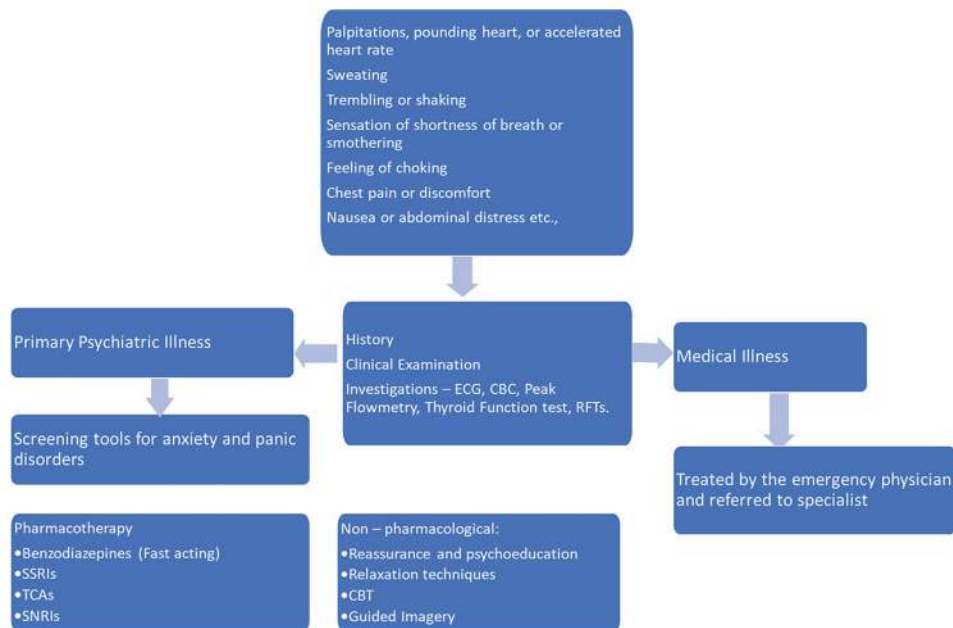 Palpitations, pounding heart, or accelerated
heart rate
Sweating
Trembling or shaking
Sensation of shortness of breath or
smothering
Feeling of choking
Chest pain or discomfort
Nausea or abdominal distress etc.,
Primary Psychiatric Illness
History
Clinical Examination
Investigations – ECG, CBC, Peak
Flowmetry, Thyroid Function test, RFTs.
Medical Illness
Screening tools for anxiety and panic
disorders
Treated by the emergency physician
and referred to specialist
Pharmacotherapy
•Benzodiazepines (Fast acting)
•SSRIs
•TCAs
•SNRIs
Non – pharmacological:
•Reassurance and psychoeducation
•Relaxation techniques
•CBT
•Guided Imagery